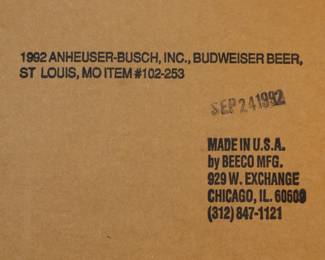 1992 ANHEUSER-BUSCH, INC., BUDWEISER BEER,
ST LOUIS, MO ITEM #102-253
SEP 24 1992
MADE IN U.S.A.
by BEECO MFG.
929 W. EXCHANGE
CHICAGO, IL. 60609
(312) 847-1121